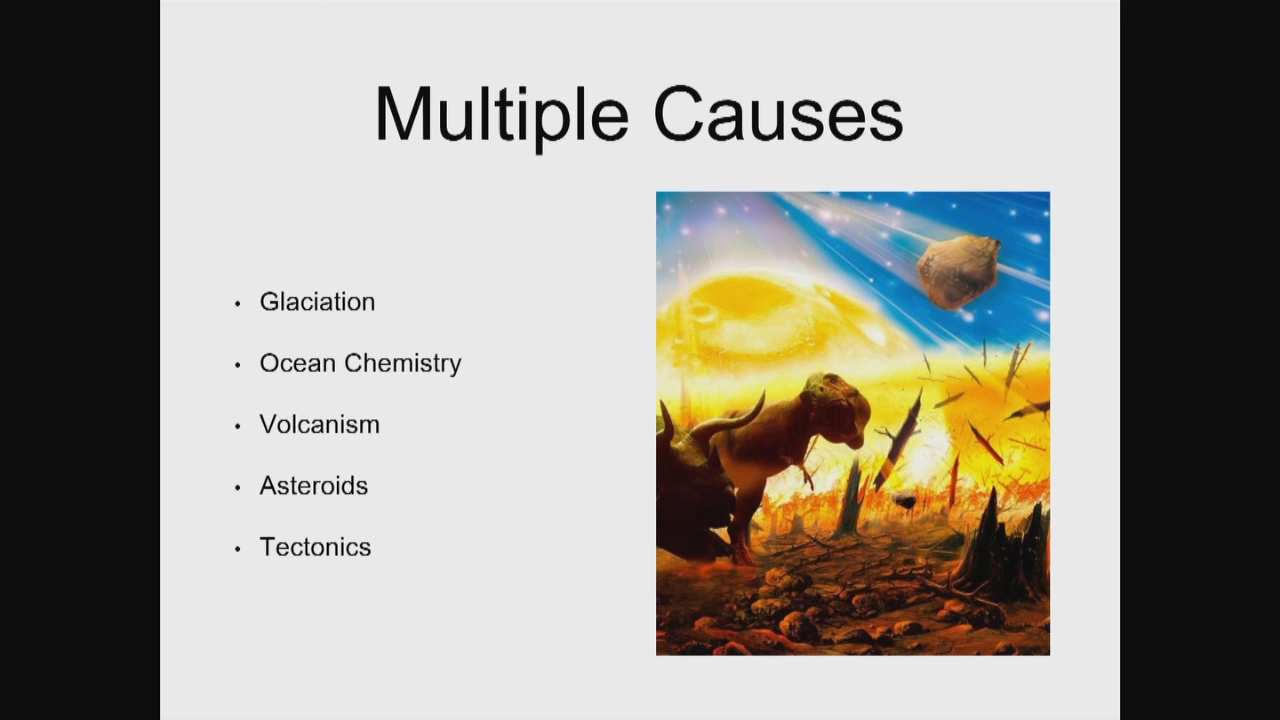 Multiple Causes
• Glaciation
• Ocean Chemistry
• Volcanism
• Asteroids
• Tectonics